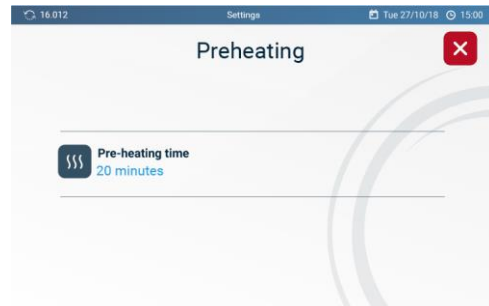 16.012 Settings Tue 27/10/18 15:00
Preheating
Pre-heating time
20 minutes